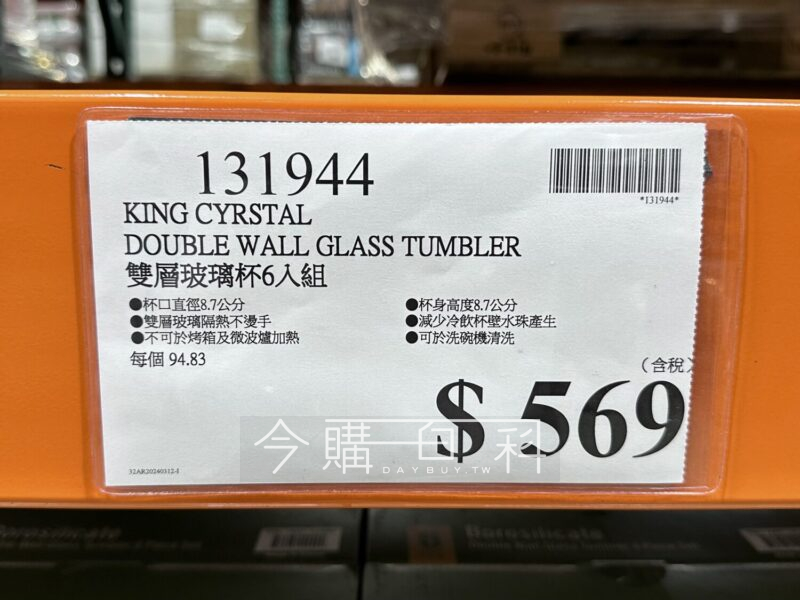 131944
*131944*
KING CYRSTAL
DOUBLE WALL GLASS TUMBLER
雙層玻璃杯6入組
●杯口直徑8.7公分
●杯身高度8.7公分
●雙層玻璃隔熱不燙手
●減少冷飲杯壁水珠產生
●不可於烤箱及微波爐加熱
●可於洗碗機清洗
每個 94.83
(含稅)
$ 569
今購百科
DAYBUY.TW
32AR20240312-1
Borosilicate
Borosilicate